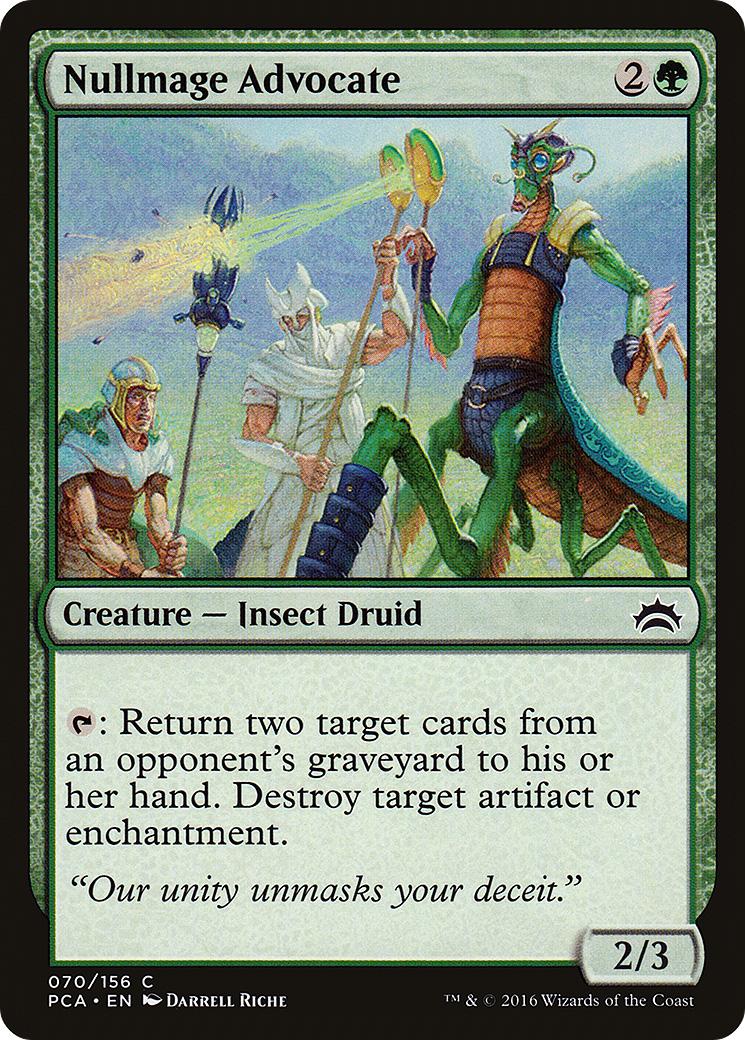 Nullmage Advocate 2
Creature — Insect Druid
: Return two target cards from
an opponent's graveyard to his or
her hand. Destroy target artifact or
enchantment.
“Our unity unmasks your deceit.”
2/3
070/156 C
PCA • EN Darrell Riche
™ & © 2016 Wizards of the Coast